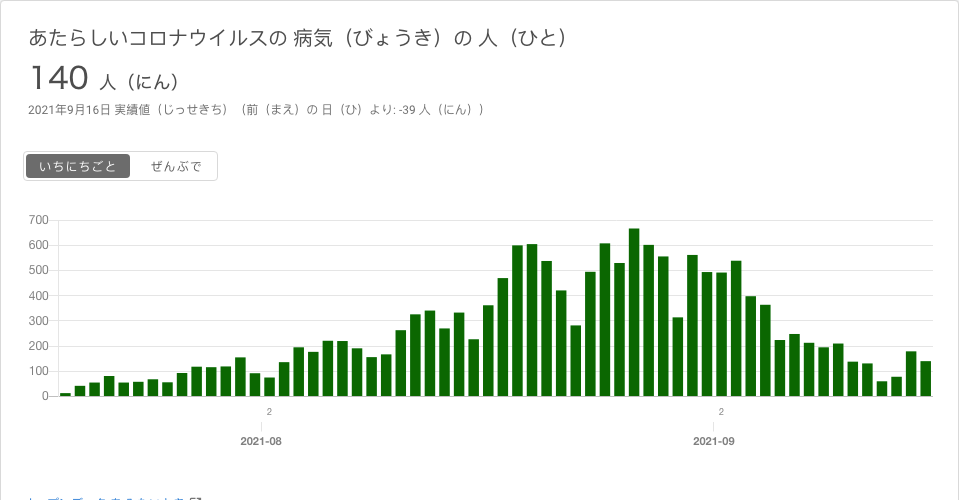 あたらしいコロナウイルスの 病気（びょうき）の 人（ひと）
140 人（にん）
2021年9月16日 実績値（じっせきち）（前（まえ）の 日（ひ）より: -39 人（にん））
いちにちごと ぜんぶで
700
600
500
400
300
200
100
0
2 2
2021-08 2021-09